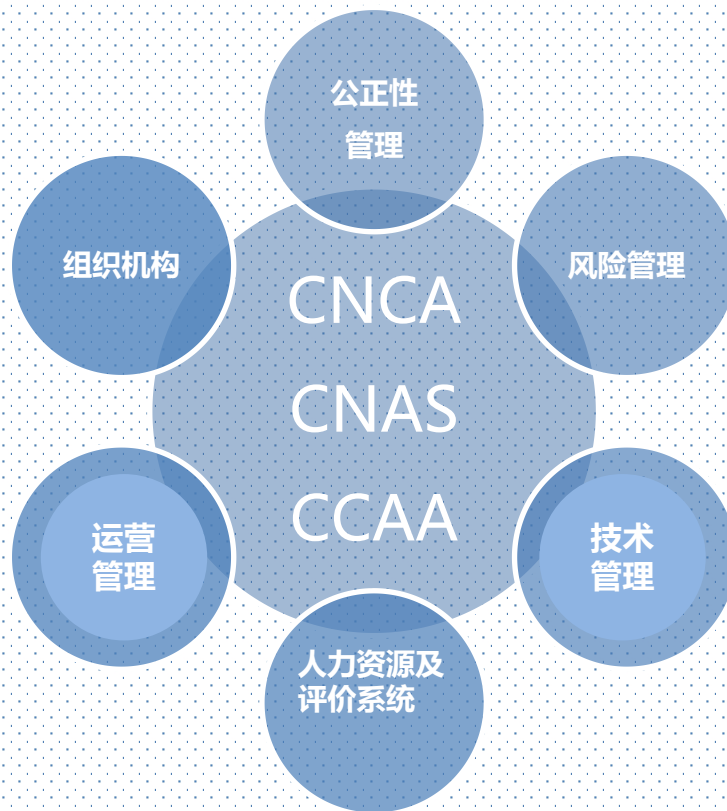 公正性
管理
组织机构
风险管理
CNCA
CNAS
CCAA
运营
管理
技术
管理
人力资源及
评价系统